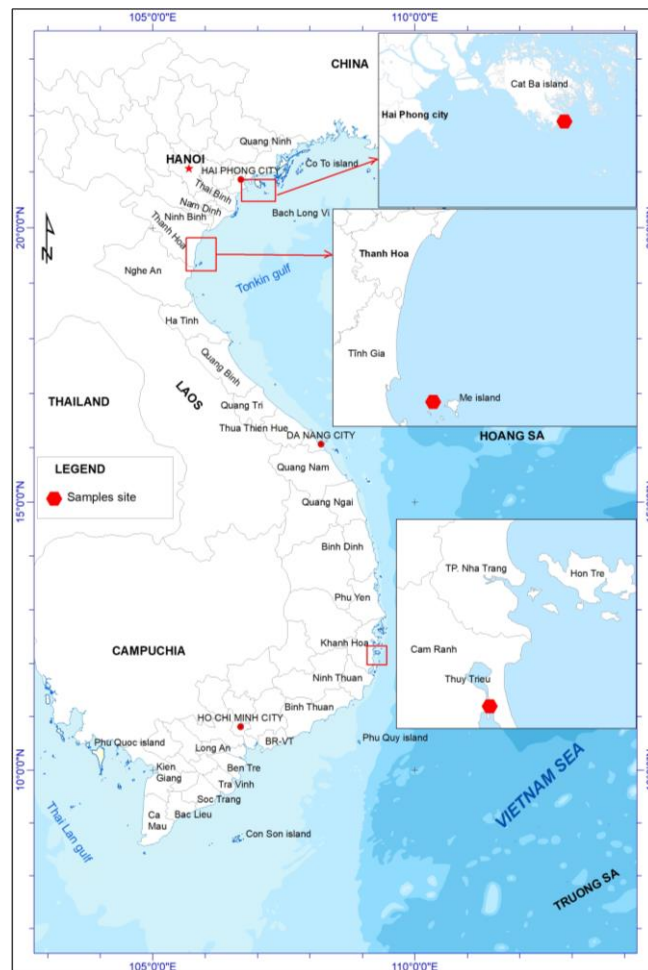 105°0'0"E
110°0'0"E
CHINA
Cat Ba island
Hai Phong city
Quang Ninh
HANOI
HAI PHONG CITY
Co To island
Thai Binh
Nam Dinh
Ninh Binh
Bach Long Vi
20°0'0"N
Thanh Hoa
Thanh Hoa
Nghe An
Tonkin gulf
Tĩnh Gia
Me island
Ha Tinh
Quang Binh
LAOS
THAILAND
Quang Tri
Thua Thien Hue
HOANG SA
DA NANG CITY
LEGEND
Samples site
Quang Nam
15°0'0"N
Quang Ngai
Binh Dinh
TP. Nha Trang
Hon Tre
Phu Yen
Khanh Hoa
CAMPUCHIA
Cam Ranh
Thuy Trieu
Ninh Thuan
Binh Thuan
HO CHI MINH CITY
Phu Quoc island
Long An
BR-VT
Phu Quy island
Kien
Giang
Ben Tre
10°0'0"N
10°0'0"N
Tra Vinh
Soc Trang
Ca
Mau
Bac Lieu
VIETNAM SEA
Thai Lan gulf
Con Son island
TRUONG SA
105°0'0"E
110°0'0"E